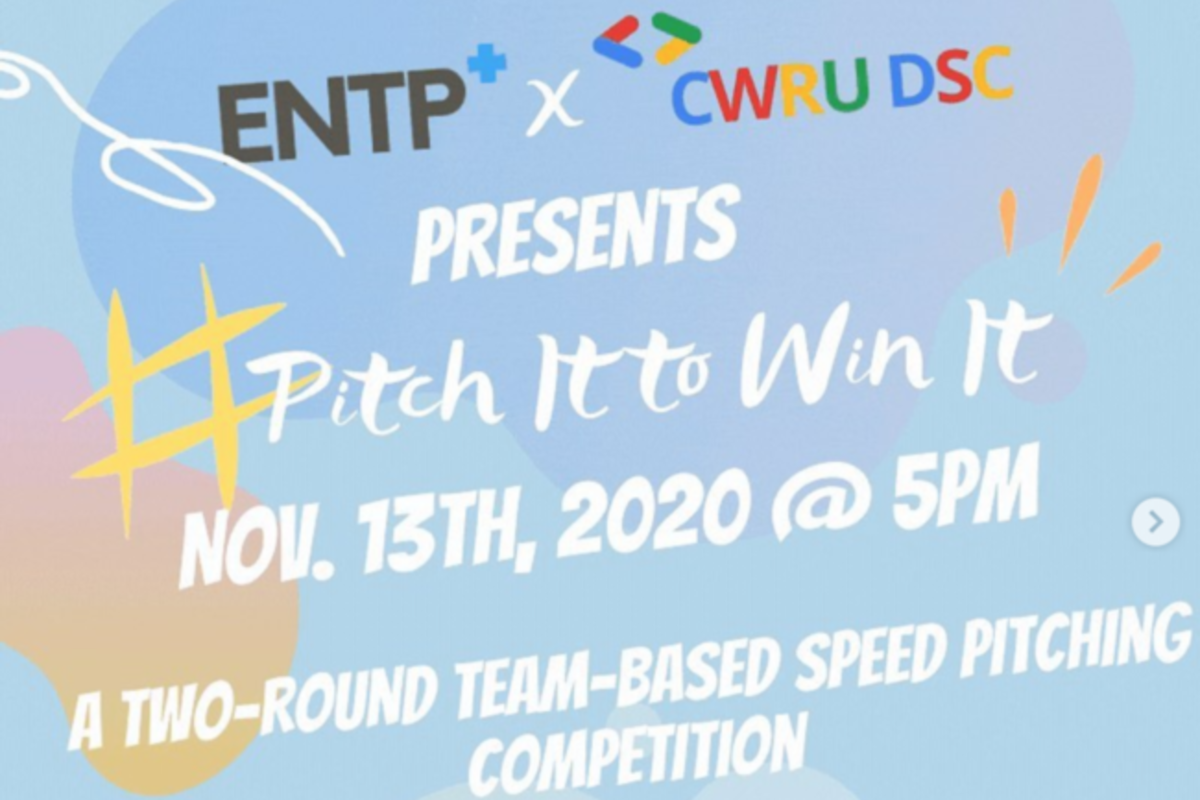 ENTP+ X CWRU DSC
PRESENTS
#Pitch It to Win It
NOV. 13TH, 2020 @ 5PM
A TWO-ROUND TEAM-BASED SPEED PITCHING
COMPETITION